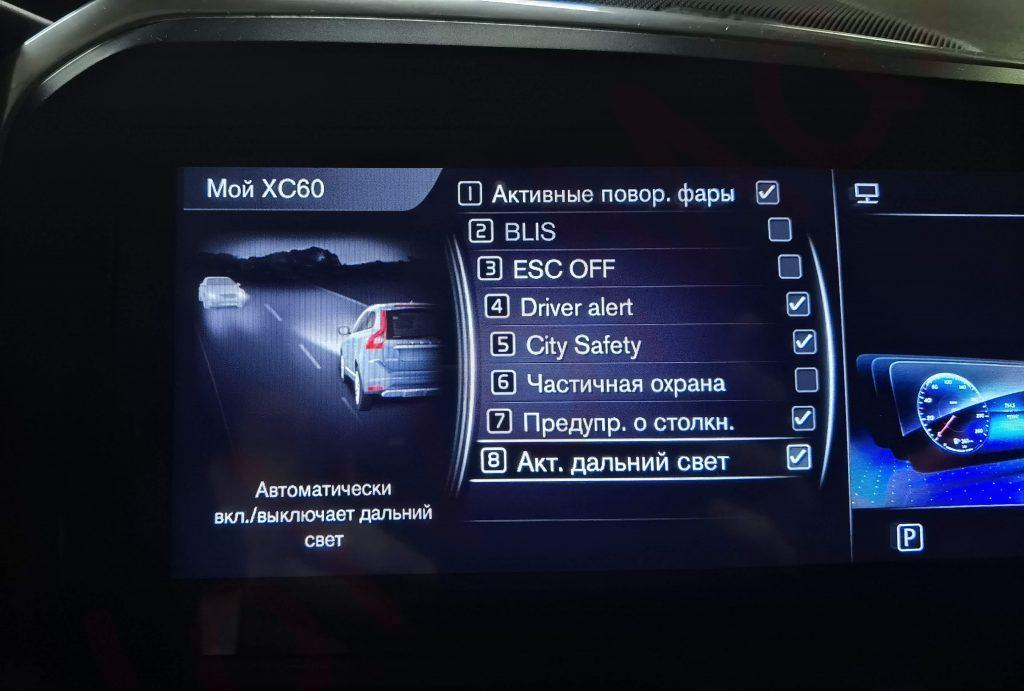 Мой XC60
1 Активные повор. фары
2 BLIS
3 ESC OFF
4 Driver alert
5 City Safety
6 Частичная охрана
7 Предупр. о столкн.
8 Акт. дальний свет
Автоматически
вкл./выключает дальний
свет
P